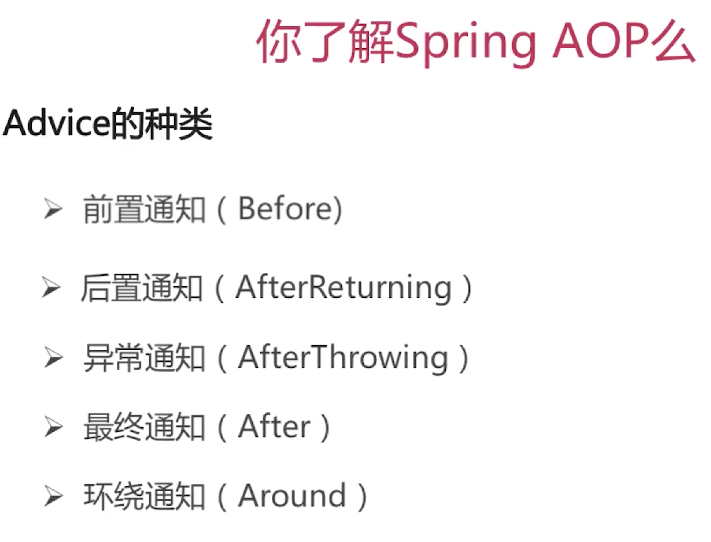 你了解Spring AOP么
Advice的种类
➢ 前置通知（Before)
➢ 后置通知（AfterReturning）
➢ 异常通知（AfterThrowing）
➢ 最终通知（After）
➢ 环绕通知（Around）